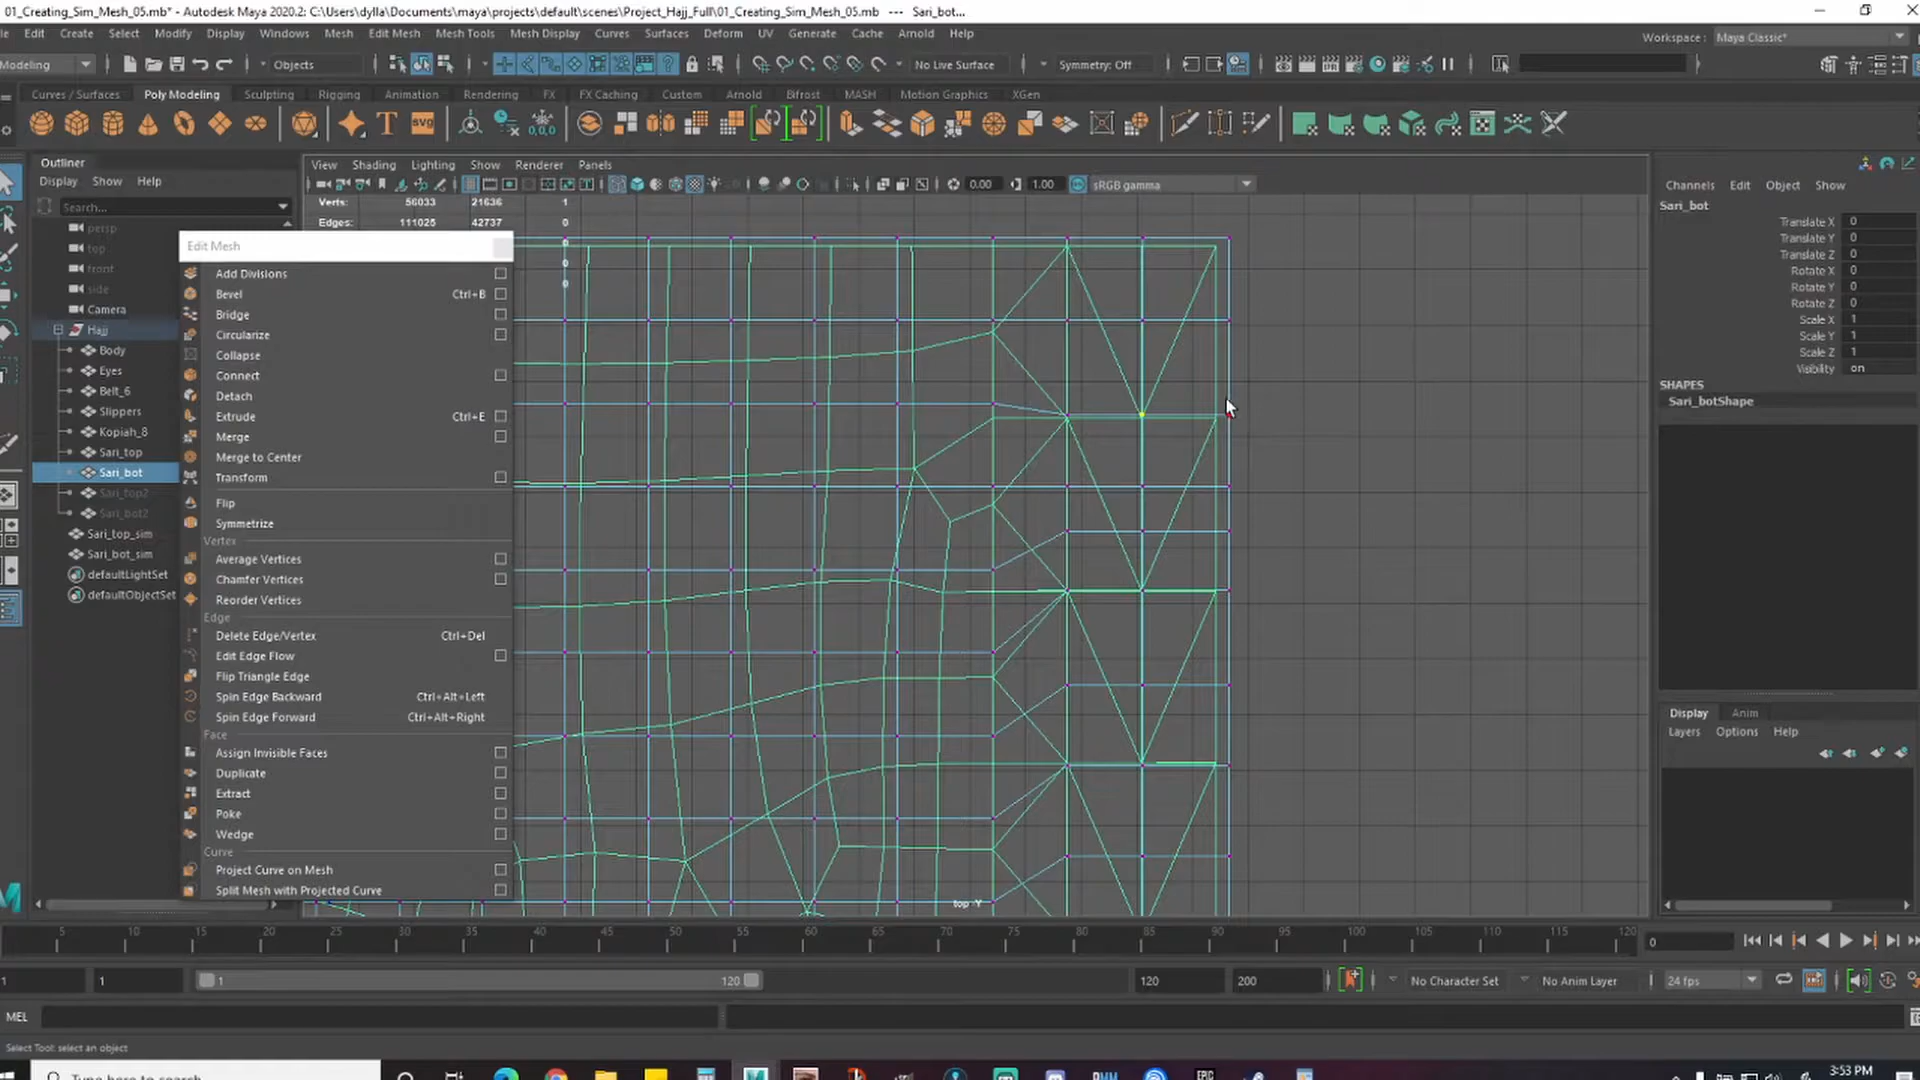 01_Creating_Sim_Mesh_05.mb* - Autodesk Maya 2020.2: C:\Users\dylla\Documents\maya\projects\default\scenes\Project_Hajj_Full\01_Creating_Sim_Mesh_05.mb --- Sari_bot...
le Edit Create Select Modify Display Windows Mesh Edit Mesh Mesh Tools Mesh Display Curves Surfaces Deform UV Generate Cache Arnold Help
Workspace : Maya Classic*
Modeling Objects No Live Surface Symmetry: Off
Curves / Surfaces Poly Modeling Sculpting Rigging Animation Rendering FX FX Caching Custom Arnold Bifrost MASH Motion Graphics XGen
T SVG 0,0,0
Outliner
Display Show Help
Search...
persp
top
front
side
Camera
Hajj
Body
Eyes
Belt_6
Slippers
Kopiah_8
Sari_top
Sari_bot
Sari_top2
Sari_bot2
Sari_top_sim
Sari_bot_sim
defaultLightSet
defaultObjectSet
Edit Mesh
Add Divisions
Bevel Ctrl+B
Bridge
Circularize
Collapse
Connect
Detach
Extrude Ctrl+E
Merge
Merge to Center
Transform
Flip
Symmetrize
Vertex
Average Vertices
Chamfer Vertices
Reorder Vertices
Edge
Delete Edge/Vertex Ctrl+Del
Edit Edge Flow
Flip Triangle Edge
Spin Edge Backward Ctrl+Alt+Left
Spin Edge Forward Ctrl+Alt+Right
Face
Assign Invisible Faces
Duplicate
Extract
Poke
Wedge
Curve
Project Curve on Mesh
Split Mesh with Projected Curve
View Shading Lighting Show Renderer Panels
0.00 1.00 sRGB gamma
Verts: 56033 21636 1
Edges: 111025 42737 0
0
0
0
top -Y
Channels Edit Object Show
Sari_bot
Translate X 0
Translate Y 0
Translate Z 0
Rotate X 0
Rotate Y 0
Rotate Z 0
Scale X 1
Scale Y 1
Scale Z 1
Visibility on
SHAPES
Sari_botShape
Display Anim
Layers Options Help
5 10 15 20 25 30 35 40 45 50 55 60 65 70 75 80 85 90 95 100 105 110 115 120
0
1 1 1 120 120 200 No Character Set No Anim Layer 24 fps
MEL
Select Tool: select an object
Type here to search
3:53 PM